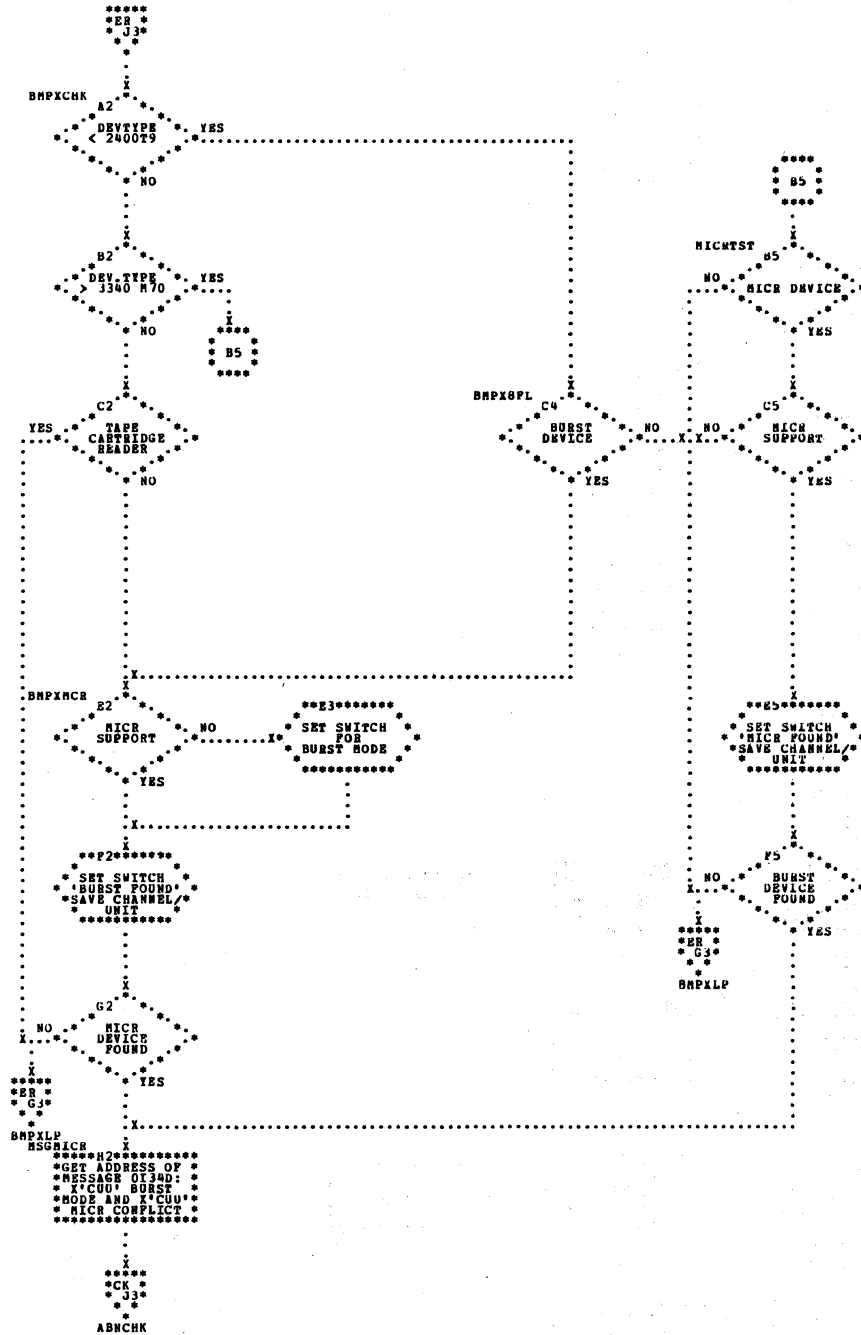 ER
J3
BMPXCHK
A2
DEVTYPE
< 2400T9
YES
NO
B2
DEV.TYPE
> 3340 M70
YES
NO
B5
C2
TAPE
CARTRIDGE
READER
YES
NO
BMPX8FL
C4
BURST
DEVICE
NO
YES
B5
MICRTST
B5
MICR DEVICE
NO
YES
C5
MICR
SUPPORT
NO
YES
BMPXMCR
E2
MICR
SUPPORT
NO
YES
E3
SET SWITCH
FOR
BURST MODE
E5
SET SWITCH
'MICR FOUND'
SAVE CHANNEL/
UNIT
F2
SET SWITCH
'BURST FOUND'
SAVE CHANNEL/
UNIT
F5
BURST
DEVICE
FOUND
NO
YES
ER
G3
BMPXLP
G2
MICR
DEVICE
FOUND
NO
YES
ER
G3
BMPXLP
MSGMICR
H2
GET ADDRESS OF
MESSAGE 0I34D:
X'CUU' BURST
MODE AND X'CUU'
MICR CONFLICT
CK
J3
ABNCHK